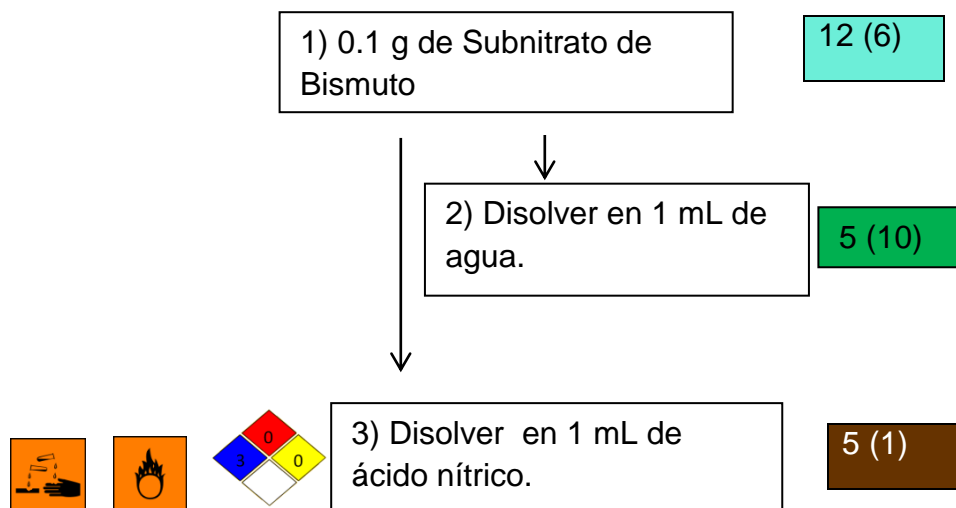 1) 0.1 g de Subnitrato de
Bismuto
12 (6)
2) Disolver en 1 mL de
agua.
5 (10)
0
3
0
3) Disolver en 1 mL de
ácido nítrico.
5 (1)